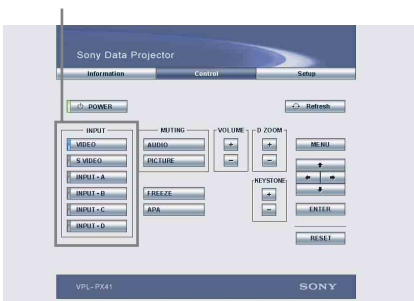 Sony Data Projector
Information Control Setup
POWER Refresh
INPUT MUTING VOLUME D ZOOM
VIDEO AUDIO + + MENU
S VIDEO PICTURE − −
INPUT - A
KEYSTONE
INPUT - B FREEZE +
INPUT - C APA − ENTER
INPUT - D
RESET
VPL-PX41 SONY